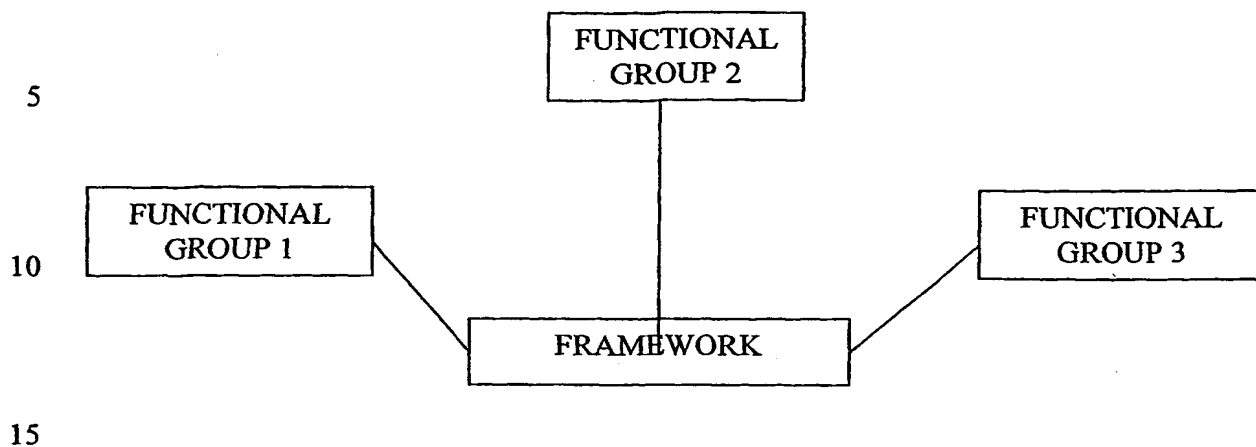 FUNCTIONAL
GROUP 2
5
FUNCTIONAL
GROUP 1
FUNCTIONAL
GROUP 3
10
FRAMEWORK
15